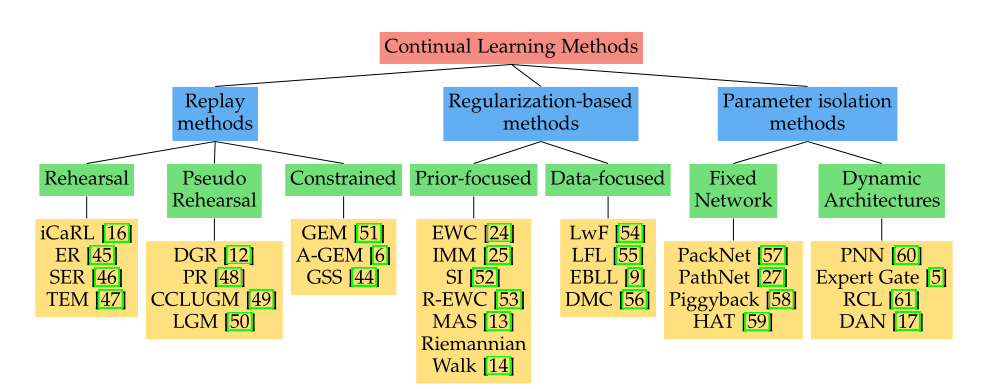 Continual Learning Methods
Replay
methods
Regularization-based
methods
Parameter isolation
methods
Rehearsal
Pseudo
Rehearsal
Constrained
Prior-focused
Data-focused
Fixed
Network
Dynamic
Architectures
iCaRL [16]
ER [45]
SER [46]
TEM [47]
DGR [12]
PR [48]
CCLUGM [49]
LGM [50]
GEM [51]
A-GEM [6]
GSS [44]
EWC [24]
IMM [25]
SI [52]
R-EWC [53]
MAS [13]
Riemannian
Walk [14]
LwF [54]
LFL [55]
EBLL [9]
DMC [56]
PackNet [57]
PathNet [27]
Piggyback [58]
HAT [59]
PNN [60]
Expert Gate [5]
RCL [61]
DAN [17]